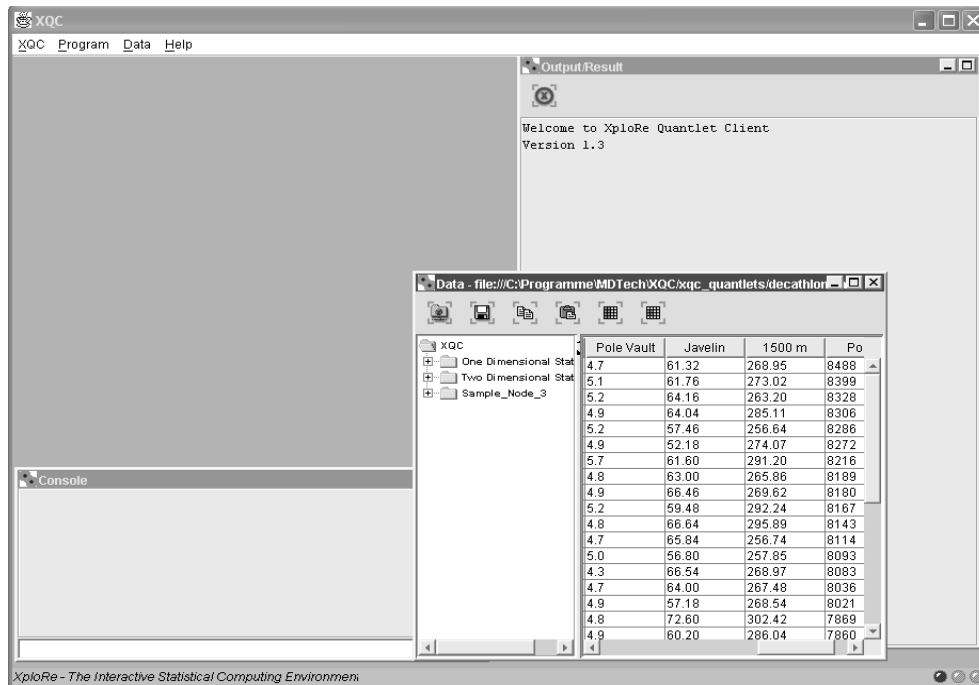 XQC
XQC Program Data Help
Output/Result
Welcome to XploRe Quantlet Client
Version 1.3
Data - file:///C:\Programme\MDTech\XQC/xqc_quantlets/decathlon
XQC
One Dimensional Stat
Two Dimensional Stat
Sample_Node_3
Pole Vault Javelin 1500 m Po
4.7 61.32 268.95 8488
5.1 61.76 273.02 8399
5.2 64.16 263.20 8328
4.9 64.04 285.11 8306
5.2 57.46 256.64 8286
4.9 52.18 274.07 8272
5.7 61.60 291.20 8216
4.8 63.00 265.86 8189
4.9 66.46 269.62 8180
5.2 59.48 292.24 8167
4.8 66.64 295.89 8143
4.7 65.84 256.74 8114
5.0 56.80 257.85 8093
4.3 66.54 268.97 8083
4.7 64.00 267.48 8036
4.9 57.18 268.54 8021
4.8 72.60 302.42 7869
4.9 60.20 286.04 7860
Console
XploRe - The Interactive Statistical Computing Environmen